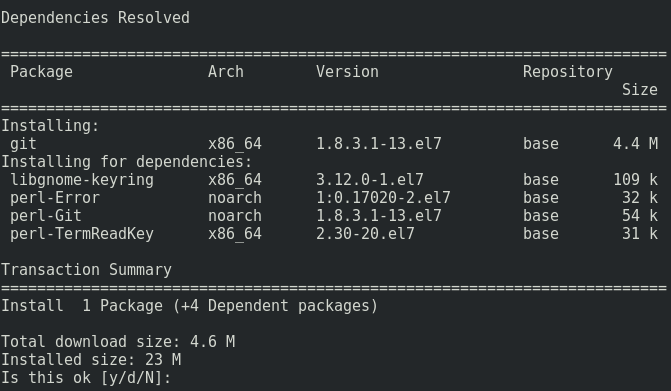 Dependencies Resolved
================================================================================
Package Arch Version Repository
Size
================================================================================
Installing:
git x86_64 1.8.3.1-13.el7 base 4.4 M
Installing for dependencies:
libgnome-keyring x86_64 3.12.0-1.el7 base 109 k
perl-Error noarch 1:0.17020-2.el7 base 32 k
perl-Git noarch 1.8.3.1-13.el7 base 54 k
perl-TermReadKey x86_64 2.30-20.el7 base 31 k
Transaction Summary
================================================================================
Install 1 Package (+4 Dependent packages)
Total download size: 4.6 M
Installed size: 23 M
Is this ok [y/d/N]: